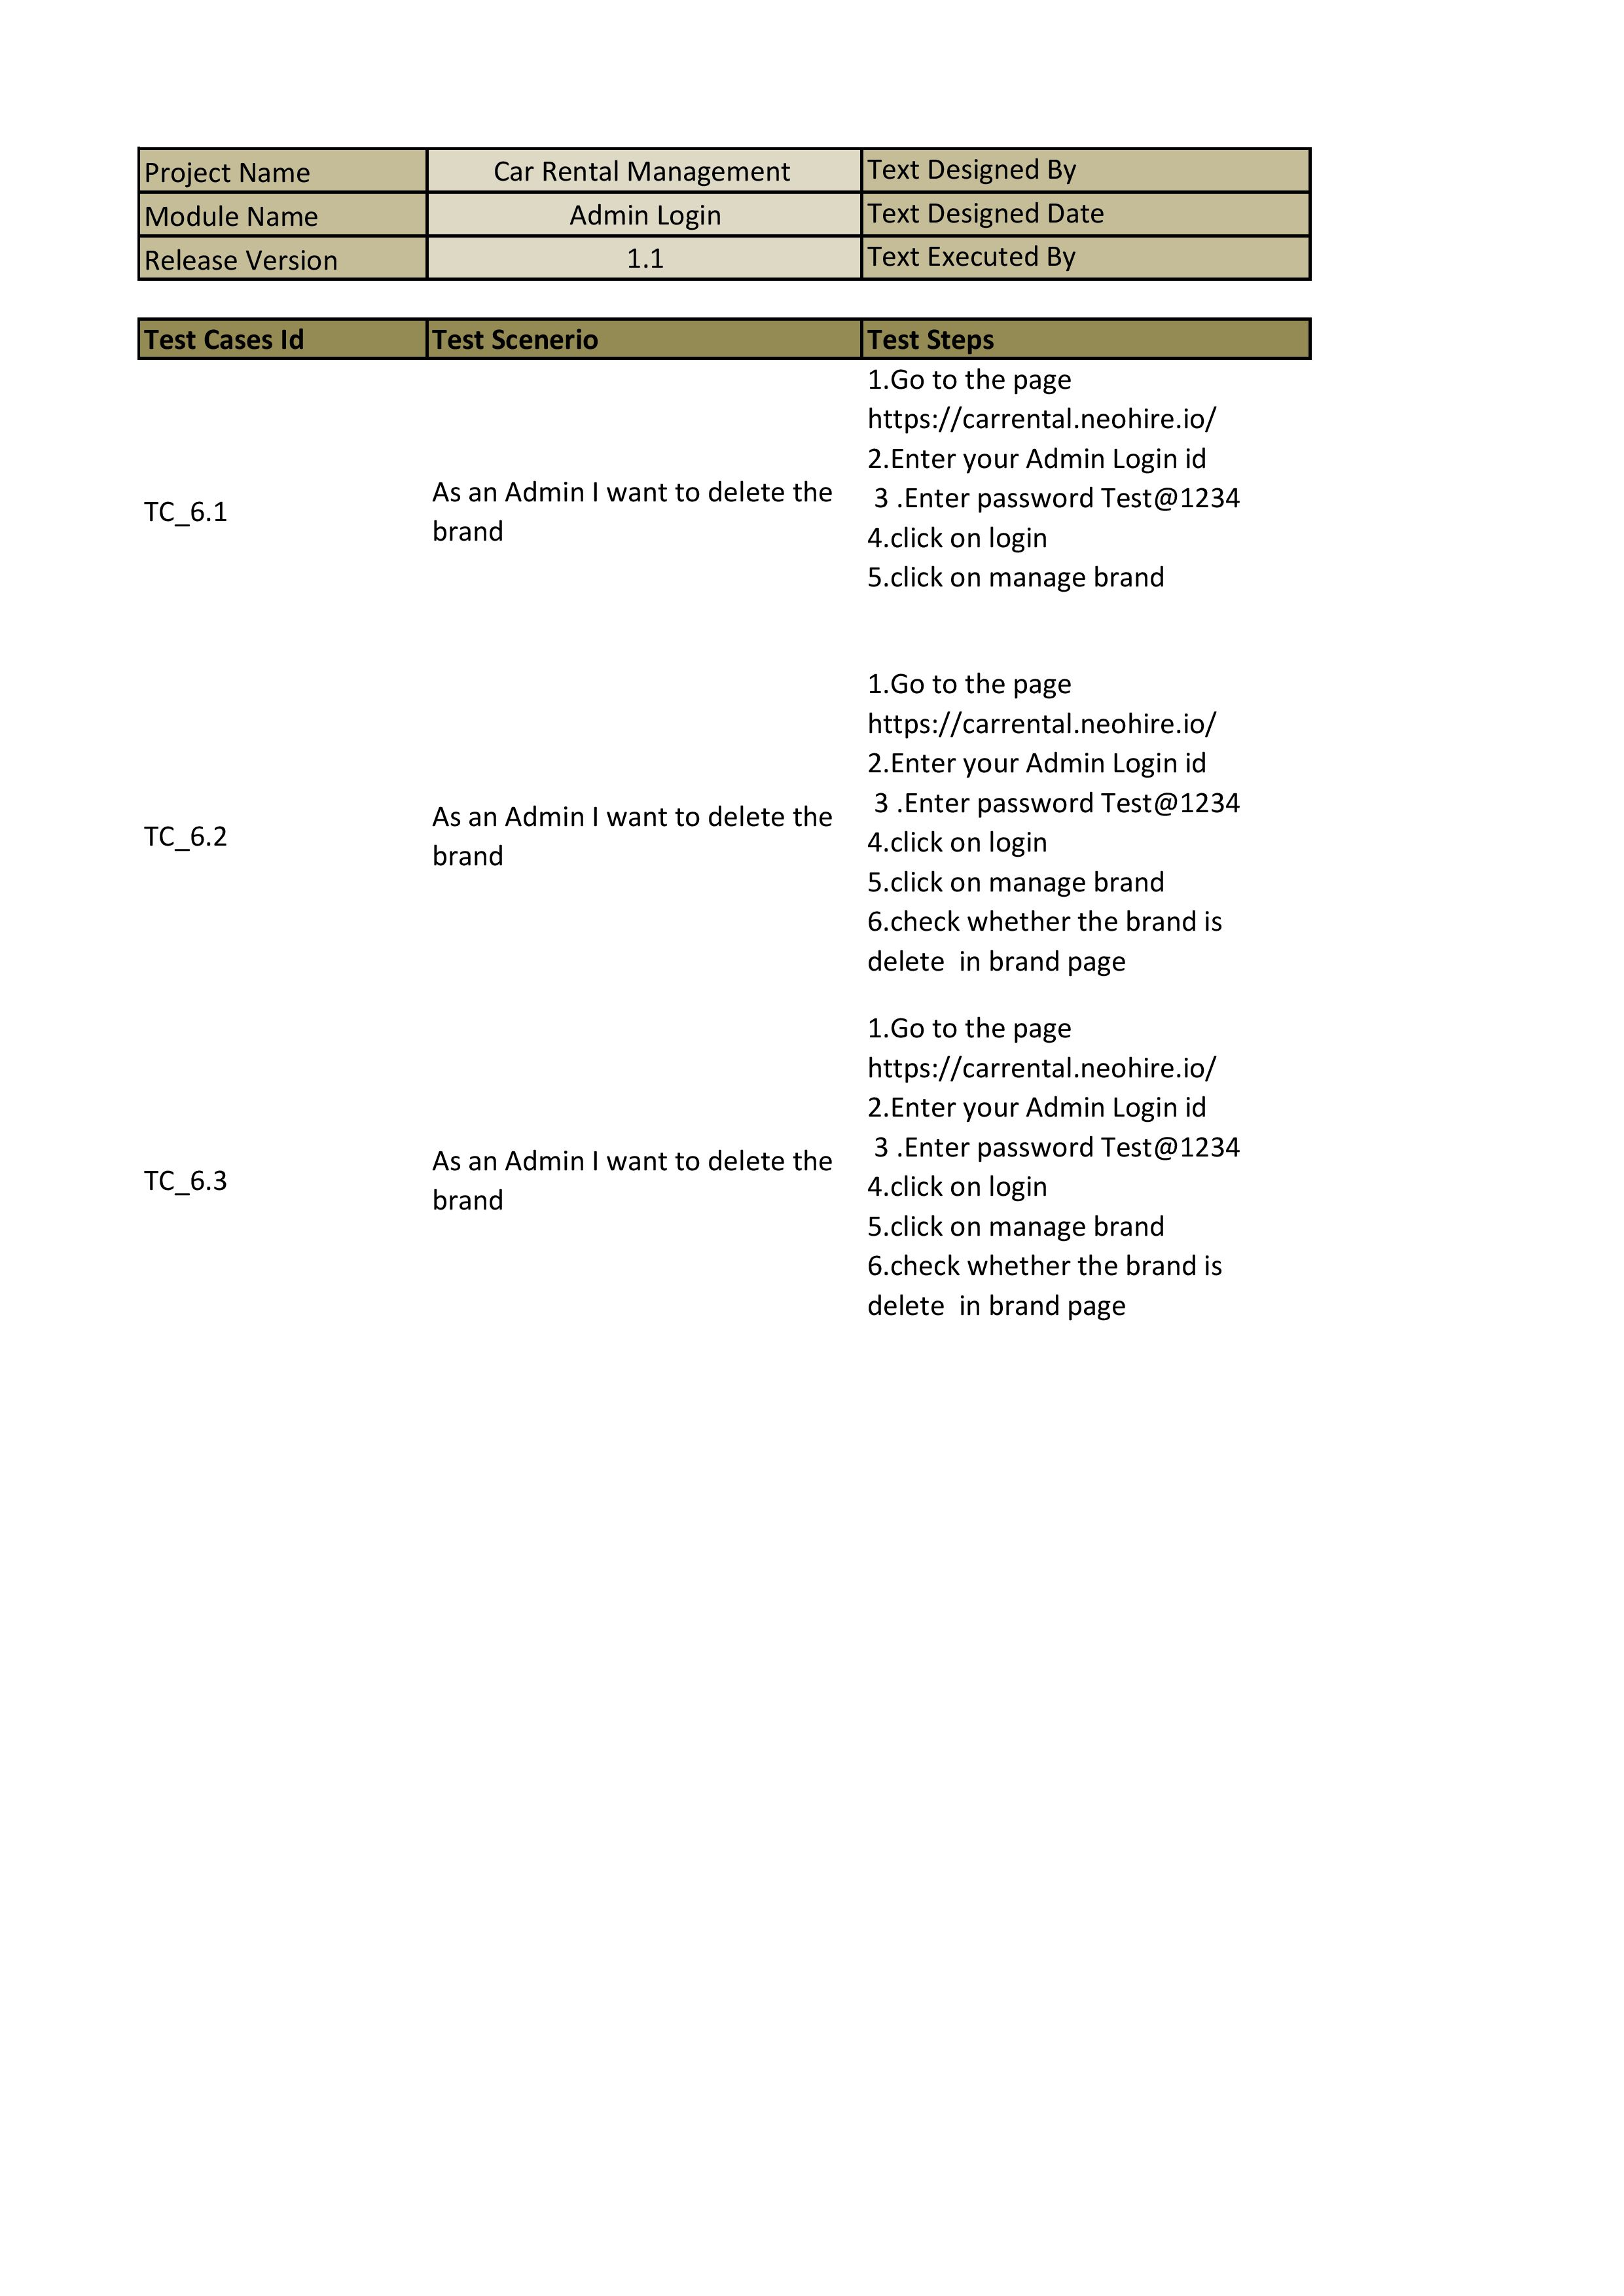 Project Name Car Rental Management Text Designed By
Module Name Admin Login Text Designed Date
Release Version 1.1 Text Executed By
Test Cases Id Test Scenerio Test Steps
TC_6.1
As an Admin I want to delete the
brand
1.Go to the page
https://carrental.neohire.io/
2.Enter your Admin Login id
3 .Enter password Test@1234
4.click on login
5.click on manage brand
TC_6.2
As an Admin I want to delete the
brand
1.Go to the page
https://carrental.neohire.io/
2.Enter your Admin Login id
3 .Enter password Test@1234
4.click on login
5.click on manage brand
6.check whether the brand is
delete  in brand page
TC_6.3
As an Admin I want to delete the
brand
1.Go to the page
https://carrental.neohire.io/
2.Enter your Admin Login id
3 .Enter password Test@1234
4.click on login
5.click on manage brand
6.check whether the brand is
delete  in brand page